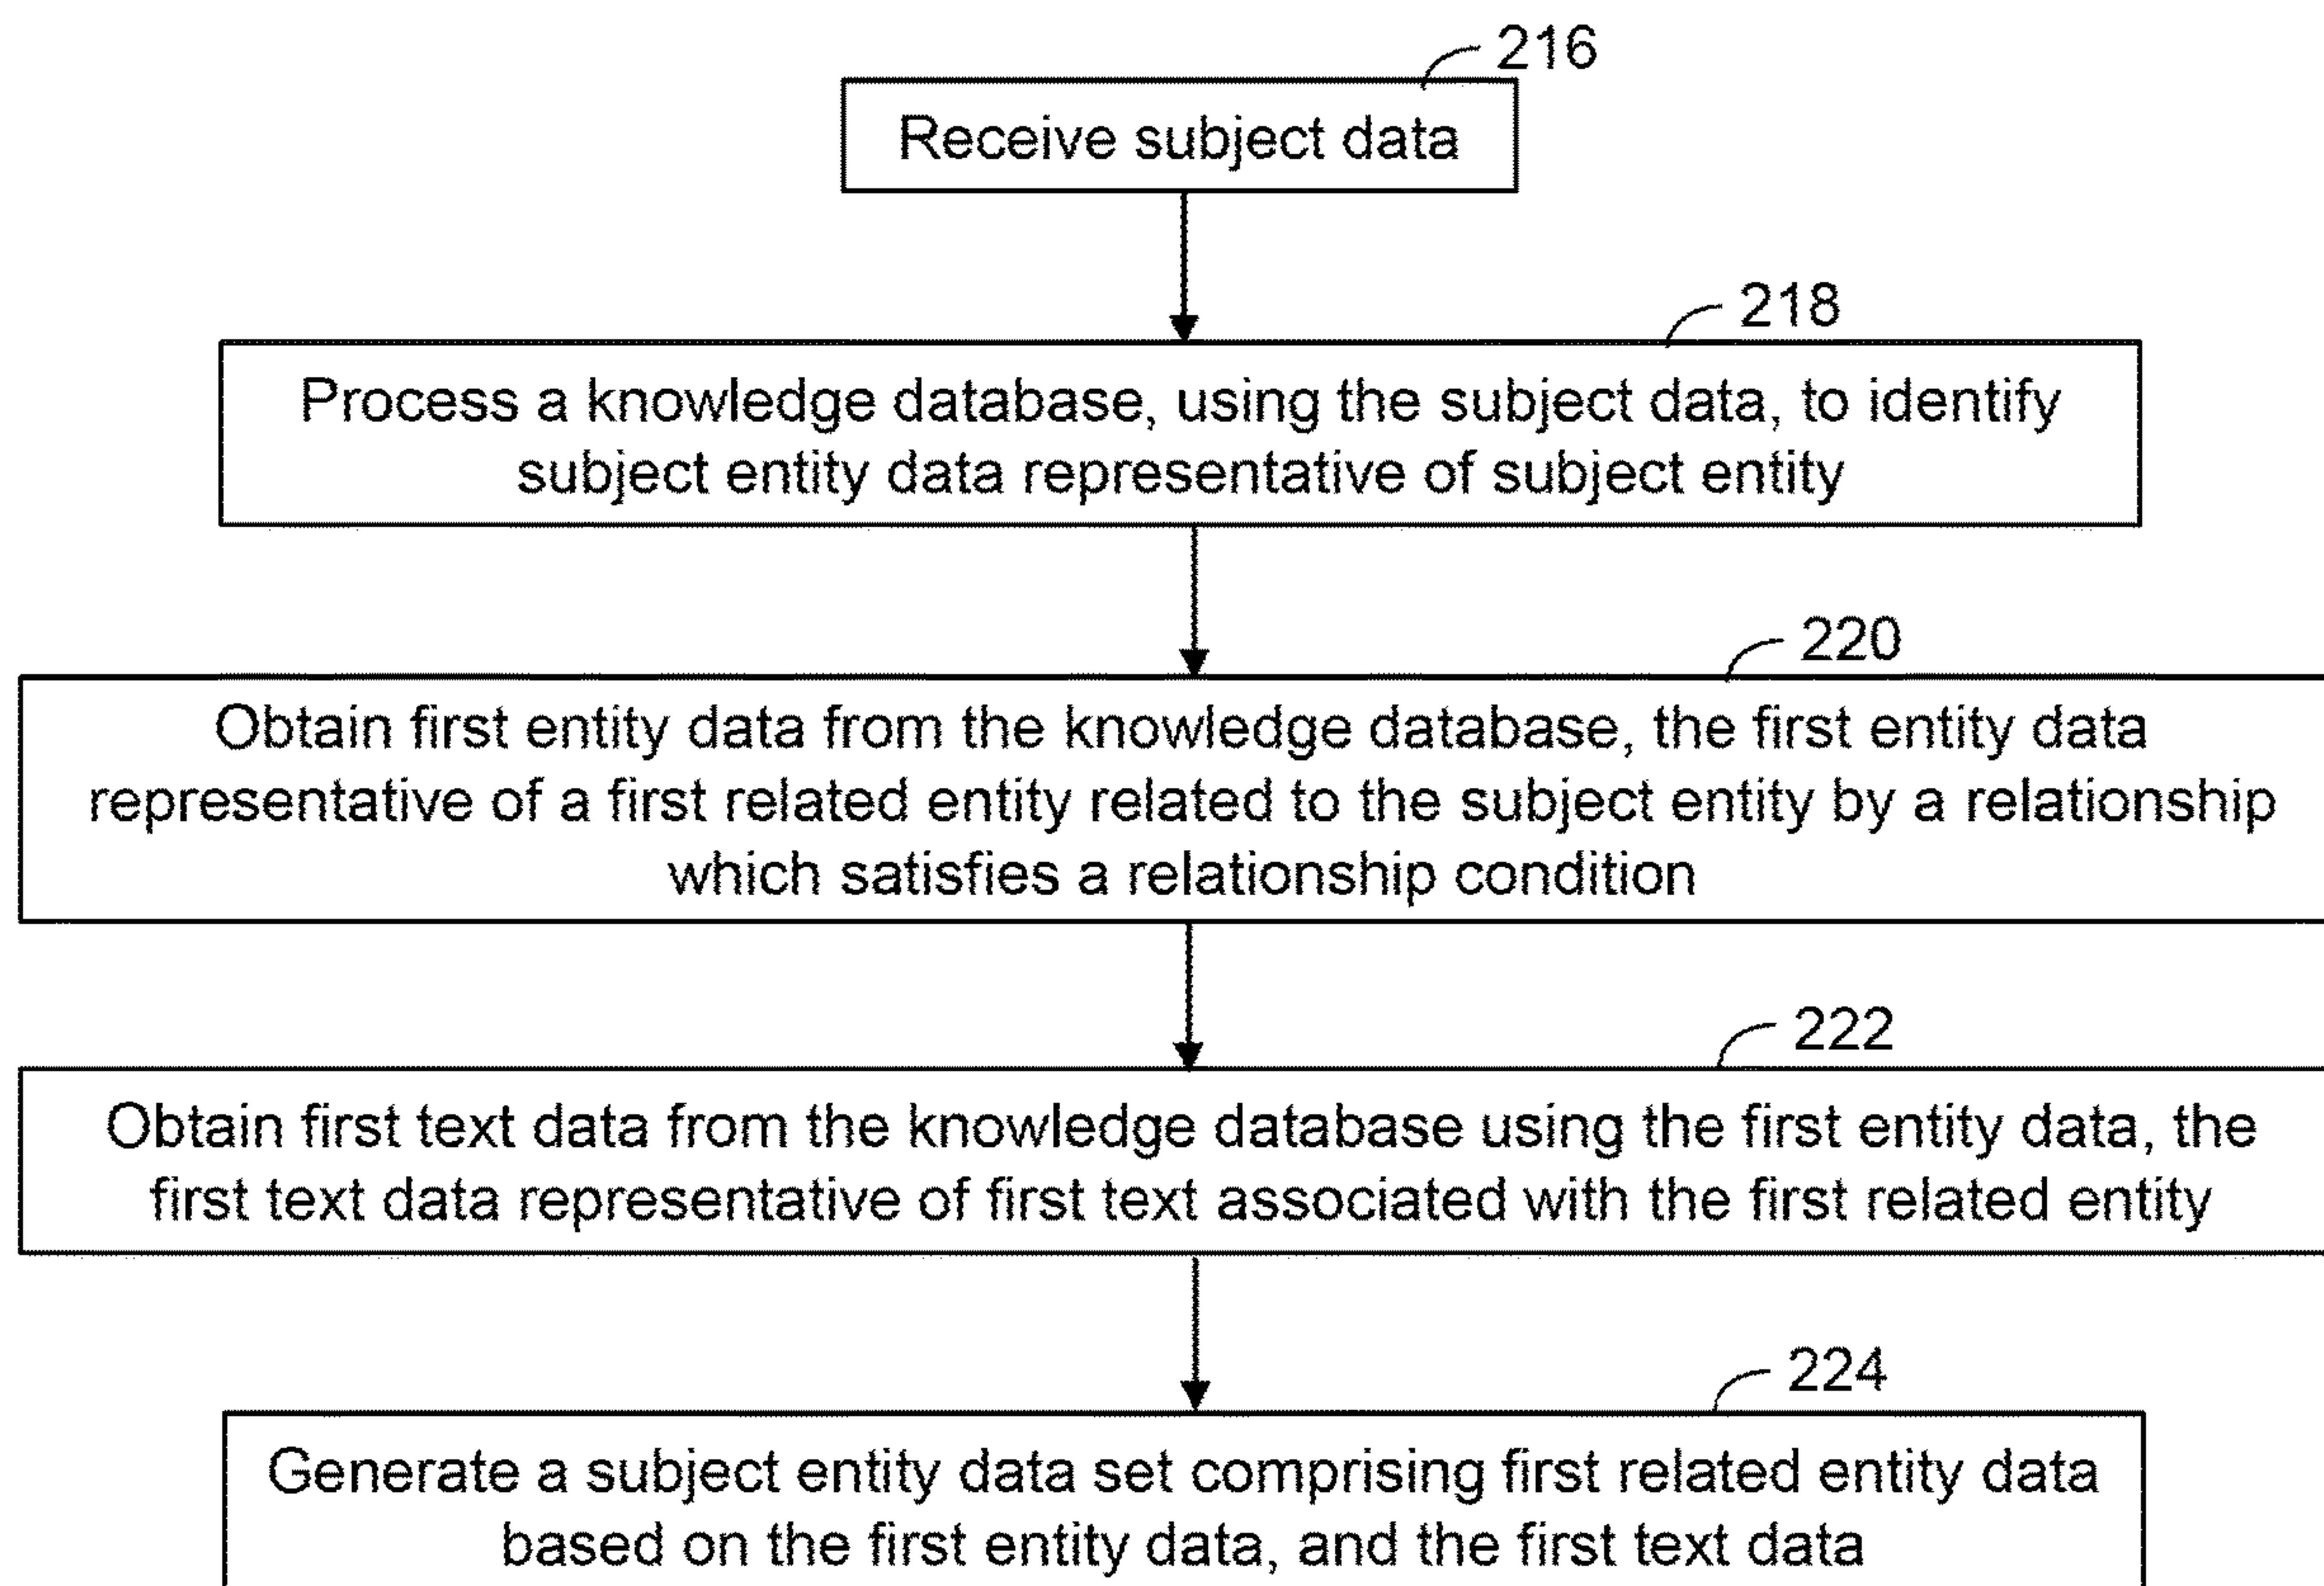 216
Receive subject data
218
Process a knowledge database, using the subject data, to identify
subject entity data representative of subject entity
220
Obtain first entity data from the knowledge database, the first entity data
representative of a first related entity related to the subject entity by a relationship
which satisfies a relationship condition
222
Obtain first text data from the knowledge database using the first entity data, the
first text data representative of first text associated with the first related entity
224
Generate a subject entity data set comprising first related entity data
based on the first entity data, and the first text data